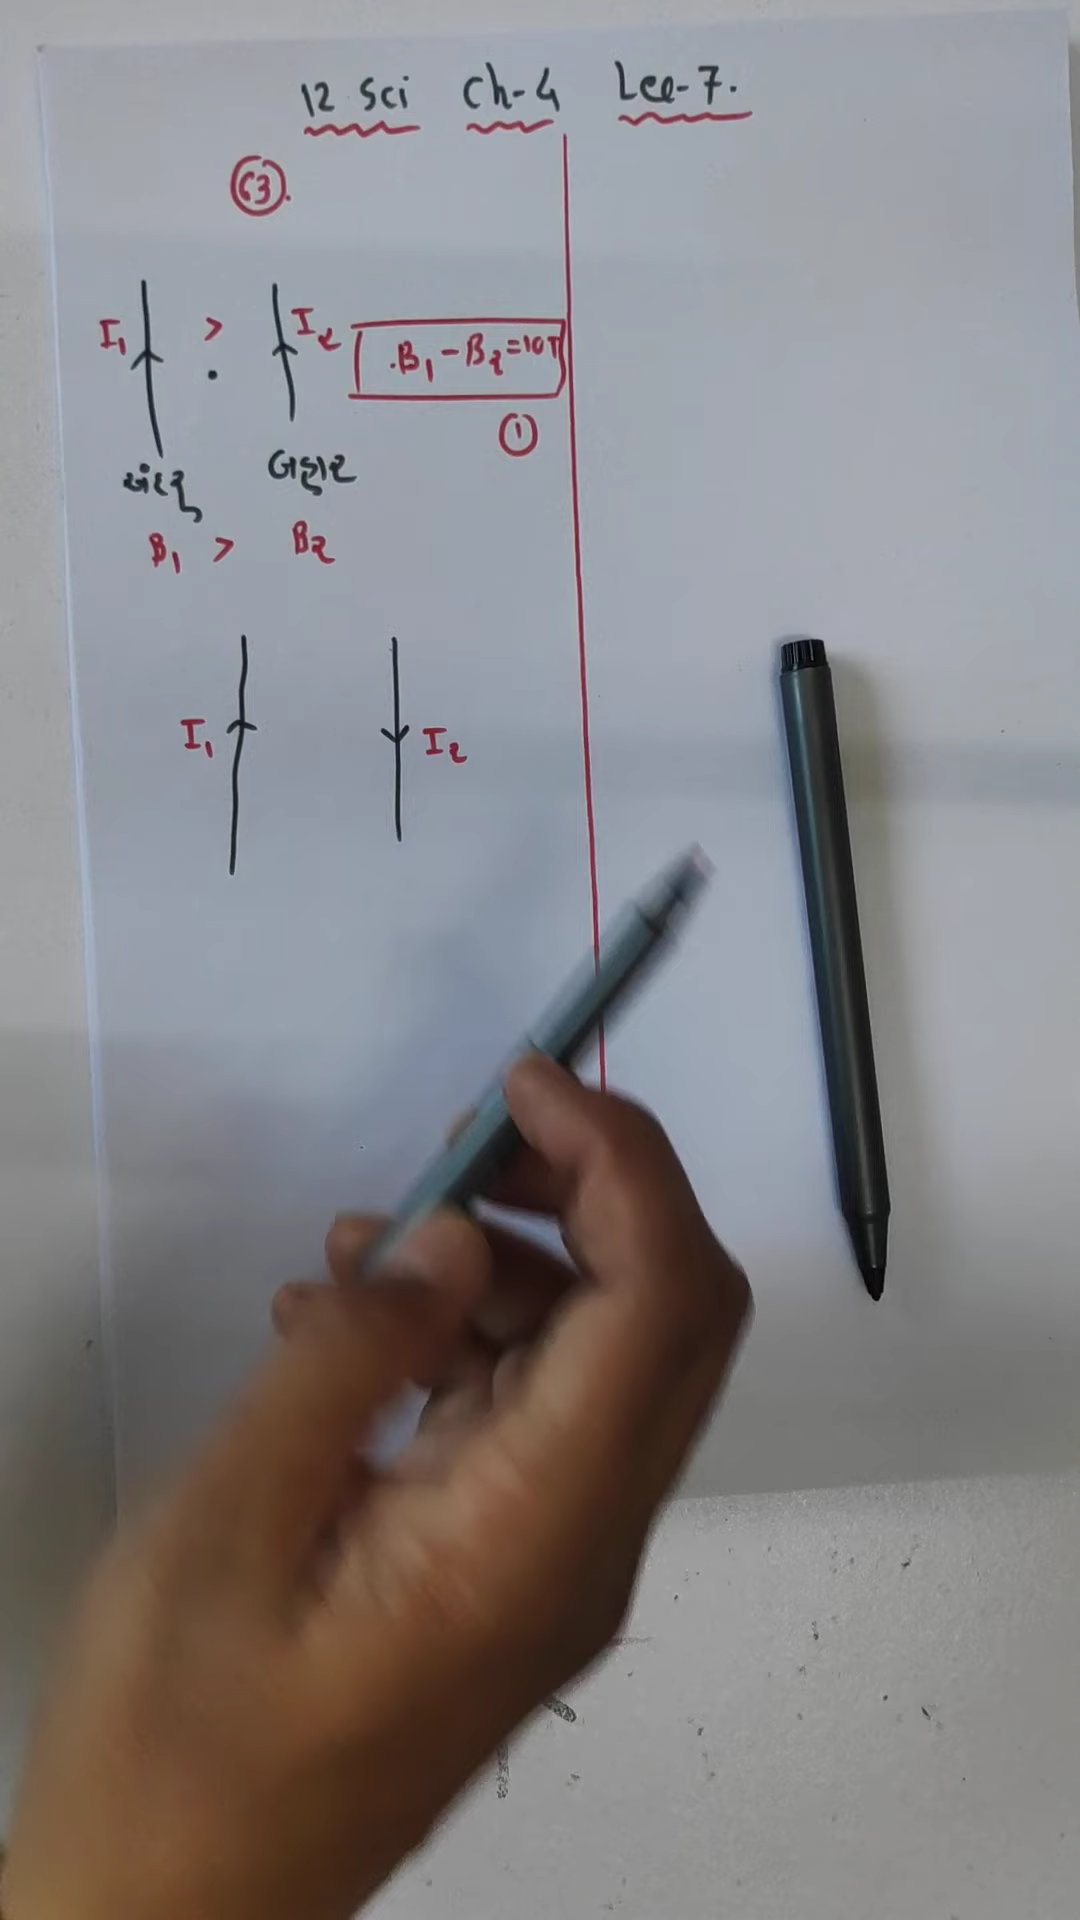 12 Sci Ch-4 Lec-7.
63.
I₁ > I₂ B₁ - B₂ = 10T
①
અંદર બહાર
B₁ > B₂
I₁ I₂